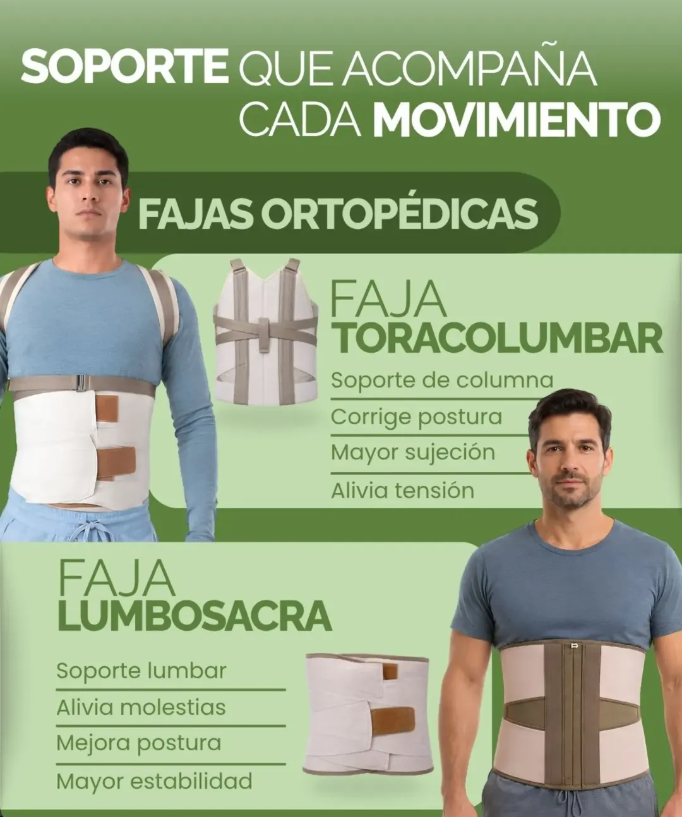 SOPORTE QUE ACOMPAÑA
CADA MOVIMIENTO
FAJAS ORTOPÉDICAS
FAJA
TORACOLUMBAR
Soporte de columna
Corrige postura
Mayor sujeción
Alivia tensión
FAJA
LUMBOSACRA
Soporte lumbar
Alivia molestias
Mejora postura
Mayor estabilidad